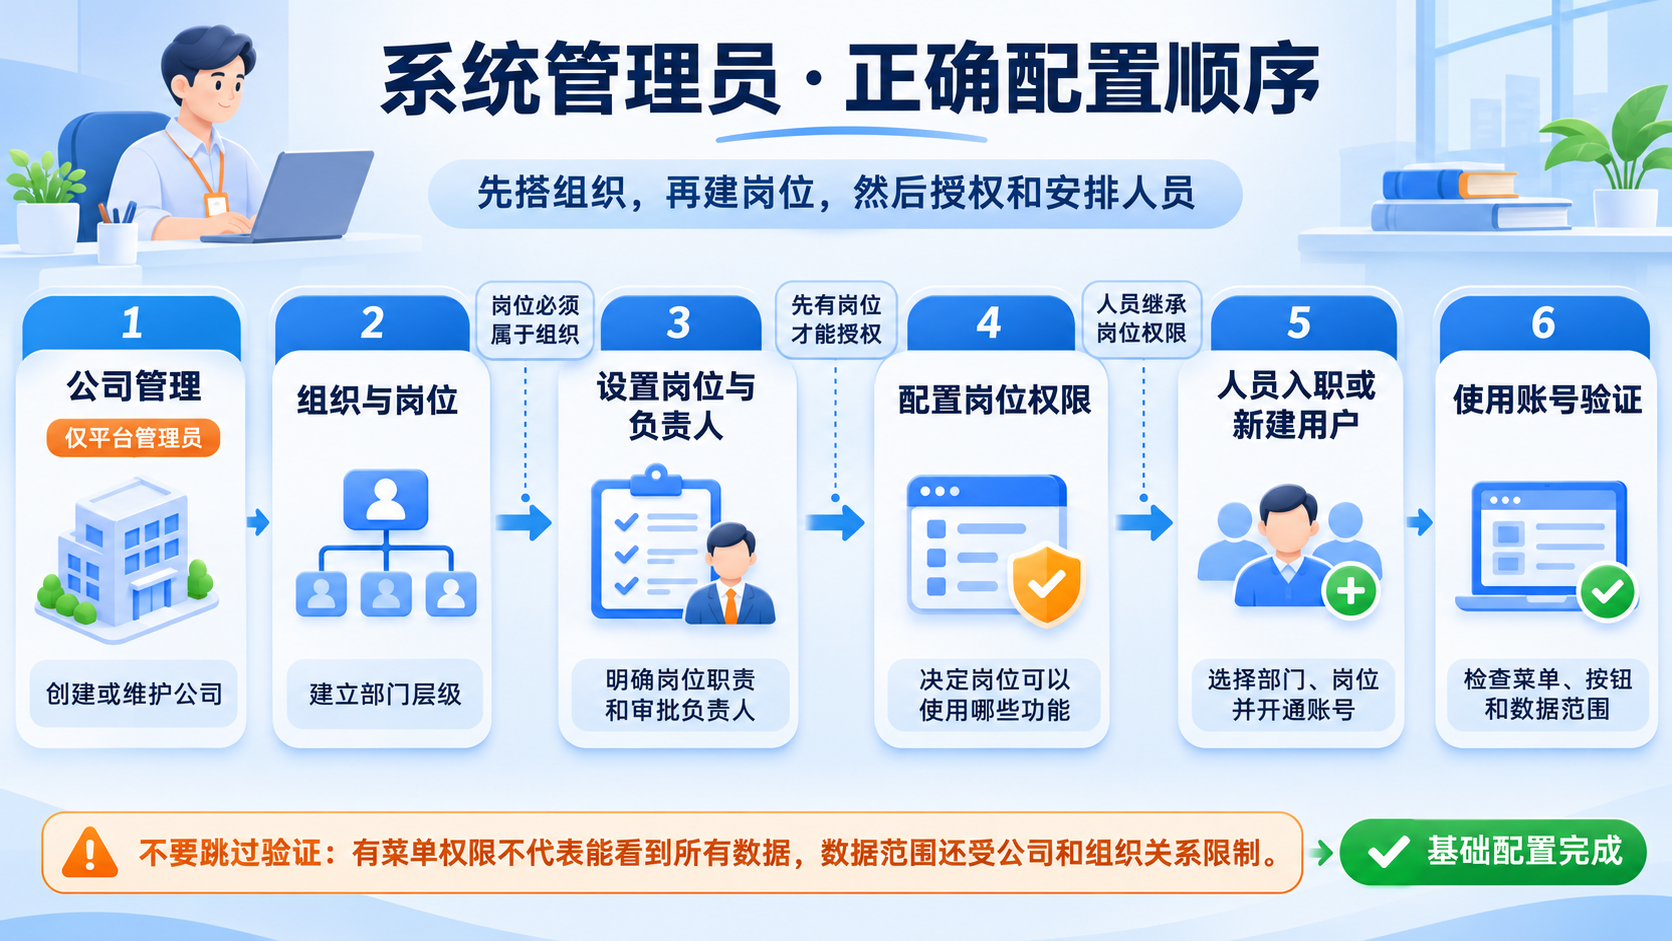 系统管理员 · 正确配置顺序
先搭组织，再建岗位，然后授权和安排人员
1
公司管理
仅平台管理员
创建或维护公司
2
组织与岗位
建立部门层级
岗位必须
属于组织
3
设置岗位与
负责人
明确岗位职责
和审批负责人
先有岗位
才能授权
4
配置岗位权限
决定岗位可以
使用哪些功能
人员继承
岗位权限
5
人员入职或
新建用户
选择部门、岗位
并开通账号
6
使用账号验证
检查菜单、按钮
和数据范围
不要跳过验证：有菜单权限不代表能看到所有数据，数据范围还受公司和组织关系限制。
基础配置完成